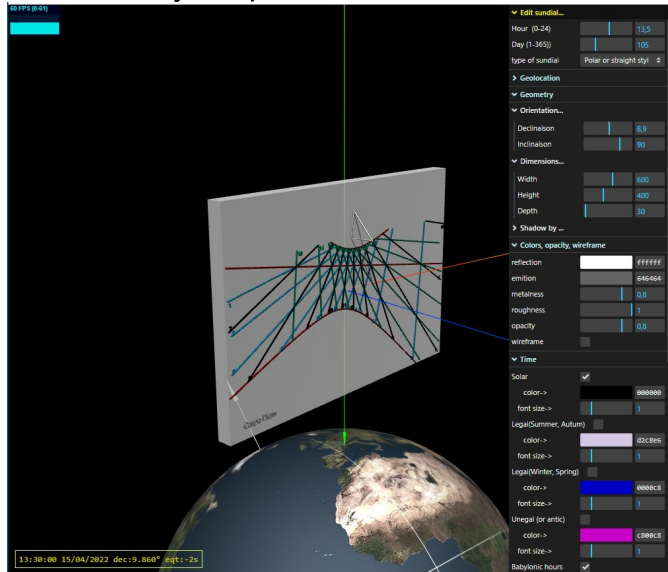 60 FPS (0-61)
Edit sundial...
Hour (0-24) 13,5
Day (1-365)) 105
type of sundial Polar or straight styl
Geolocation
Geometry
Orientation...
Declinaison 8,9
Inclinaison 90
Dimensions...
Width 600
Height 400
Depth 30
Shadow by ...
Colors, opacity, wireframe
reflection ffffff
emition 646464
metalness 0,8
roughness 1
opacity 0,8
wireframe
Time
Solar
color-> 000000
font size-> 1
Legal(Summer, Autum)
color-> d2c8e6
font size-> 1
Legal(Winter, Spring)
color-> 0000c8
font size-> 1
Unegal (or antic)
color-> c800c8
font size-> 1
Babylonic hours
13:30:00 15/04/2022 dec:9.860° eqt:-2s